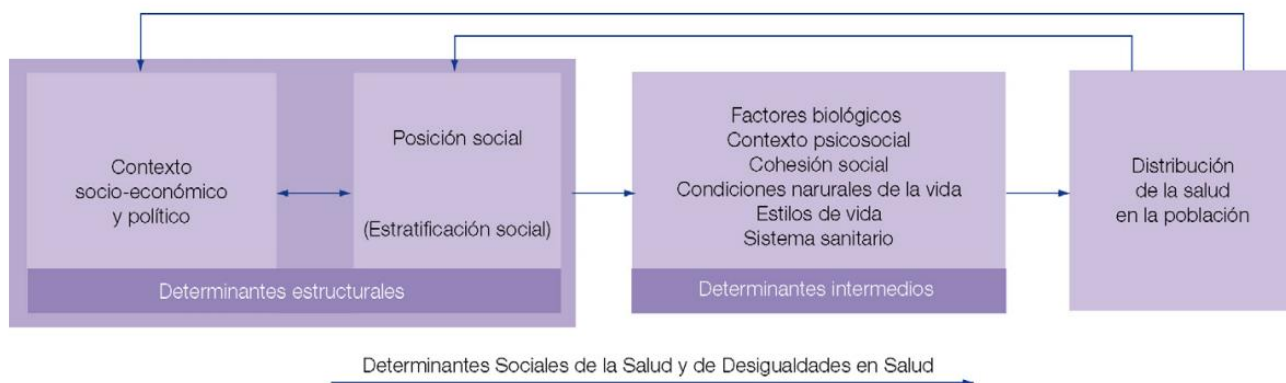 Contexto
socio-económico
y político
Posición social
(Estratificación social)
Determinantes estructurales
Factores biológicos
Contexto psicosocial
Cohesión social
Condiciones narurales de la vida
Estilos de vida
Sistema sanitario
Determinantes intermedios
Distribución
de la salud
en la población
Determinantes Sociales de la Salud y de Desigualdades en Salud